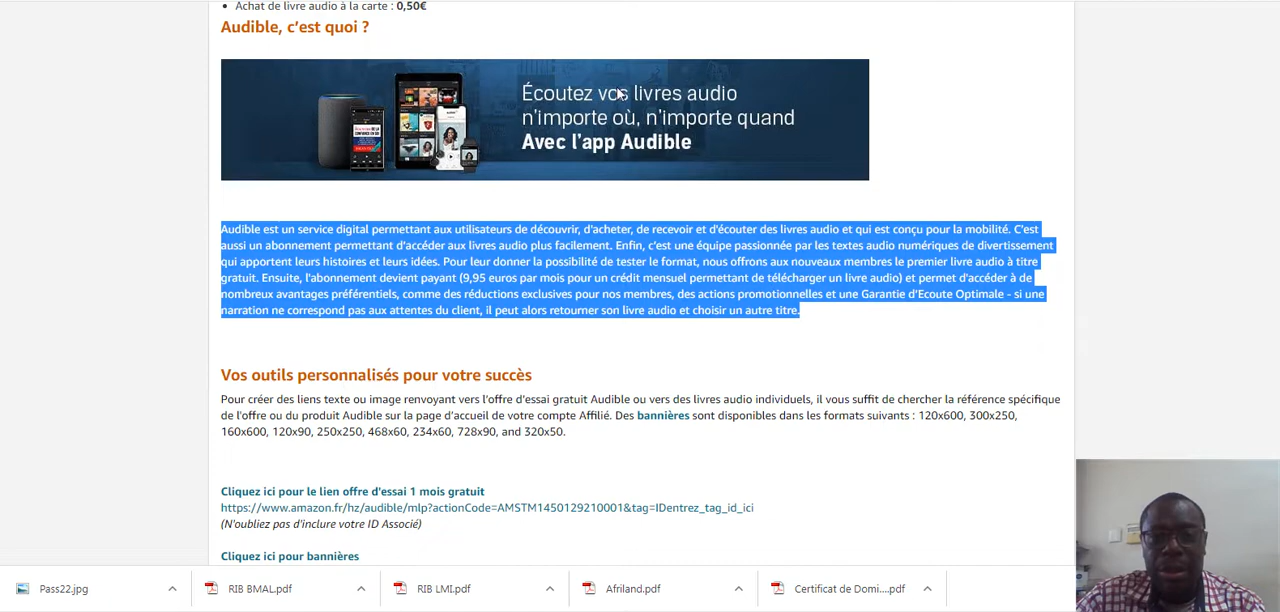 • Achat de livre audio à la carte : 0,50€
Audible, c'est quoi ?
Écoutez vos livres audio
n'importe où, n'importe quand
Avec l'app Audible
Audible est un service digital permettant aux utilisateurs de découvrir, d'acheter, de recevoir et d'écouter des livres audio et qui est conçu pour la mobilité. C'est
aussi un abonnement permettant d'accéder aux livres audio plus facilement. Enfin, c'est une équipe passionnée par les textes audio numériques de divertissement
qui apportent leurs histoires et leurs idées. Pour leur donner la possibilité de tester le format, nous offrons aux nouveaux membres le premier livre audio à titre
gratuit. Ensuite, l'abonnement devient payant (9,95 euros par mois pour un crédit mensuel permettant de télécharger un livre audio) et permet d'accéder à de
nombreux avantages préférentiels, comme des réductions exclusives pour nos membres, des actions promotionnelles et une Garantie d'Ecoute Optimale - si une
narration ne correspond pas aux attentes du client, il peut alors retourner son livre audio et choisir un autre titre.
Vos outils personnalisés pour votre succès
Pour créer des liens texte ou image renvoyant vers l'offre d'essai gratuit Audible ou vers des livres audio individuels, il vous suffit de chercher la référence spécifique
de l'offre ou du produit Audible sur la page d'accueil de votre compte Affilié. Des bannières sont disponibles dans les formats suivants : 120x600, 300x250,
160x600, 120x90, 250x250, 468x60, 234x60, 728x90, and 320x50.
Cliquez ici pour le lien offre d'essai 1 mois gratuit
https://www.amazon.fr/hz/audible/mlp?actionCode=AMSTM1450129210001&tag=IDentrez_tag_id_ici
(N'oubliez pas d'inclure votre ID Associé)
Cliquez ici pour bannières
Pass22.jpg
RIB BMAL.pdf
RIB LMI.pdf
Afriland.pdf
Certificat de Domi....pdf